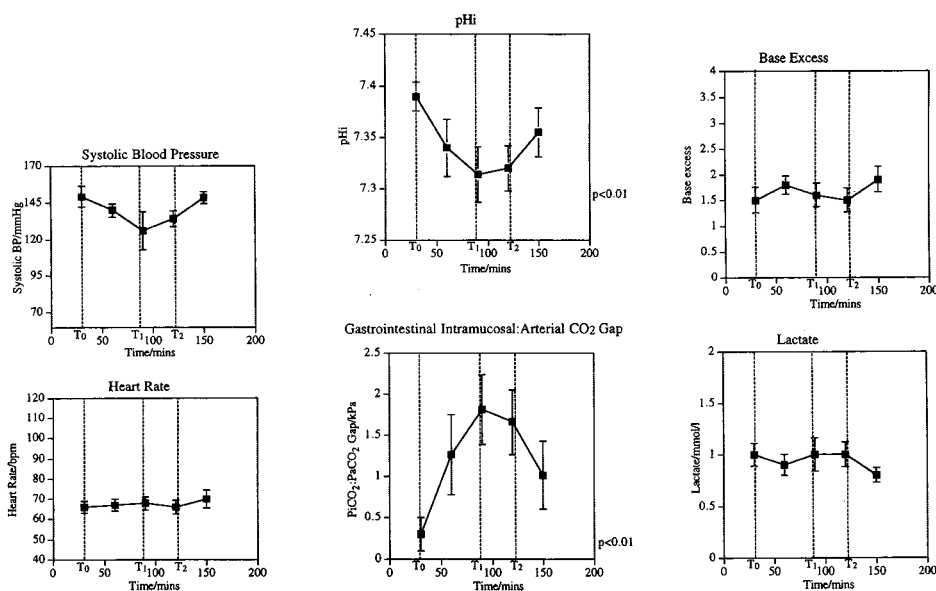 Systolic Blood Pressure
170
145
120
95
70
Systolic BP/mmHg
0 50 100 150 200
T0 T1 T2
Time/mins
Heart Rate
120
110
100
90
80
70
60
50
40
Heart Rate/bpm
0 50 100 150 200
T0 T1 T2
Time/mins
pHi
7.45
7.4
7.35
7.3
7.25
pHi
p<0.01
0 50 100 150 200
T0 T1 T2
Time/mins
Gastrointestinal Intramucosal:Arterial CO2 Gap
2.5
2
1.5
1
0.5
0
PiCO2:PaCO2 Gap/kPa
p<0.01
0 50 100 150 200
T0 T1 T2
Time/mins
Base Excess
4
3.5
3
2.5
2
1.5
1
0.5
0
Base excess
0 50 100 150 200
T0 T1 T2
Time/mins
Lactate
2
1.5
1
0.5
0
Lactate/mmol/l
0 50 100 150 200
T0 T1 T2
Time/mins